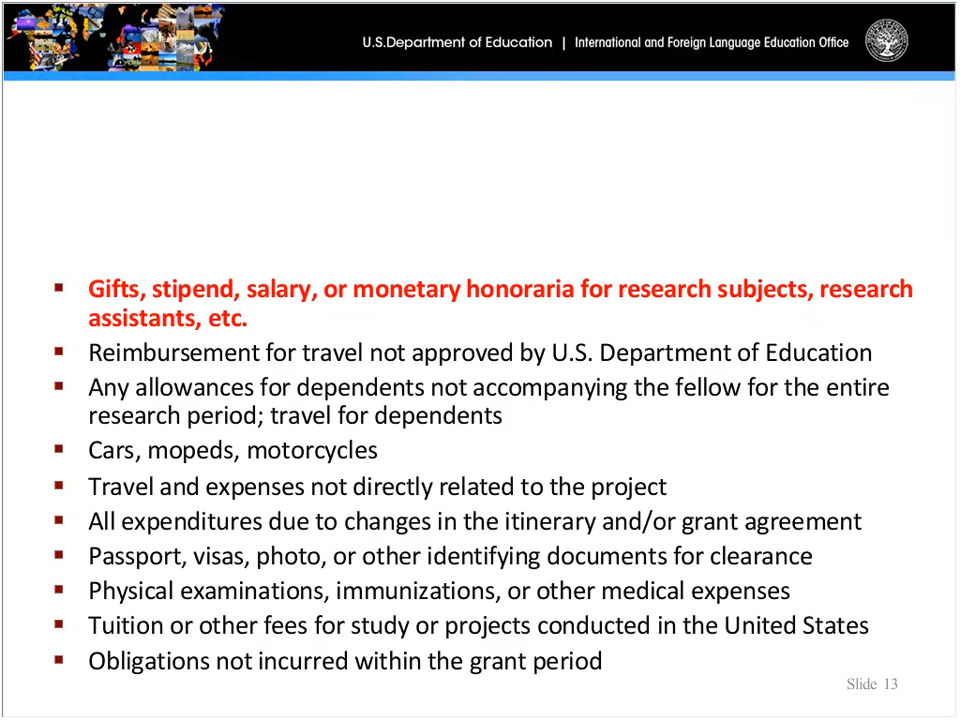 U.S.Department of Education | International and Foreign Language Education Office
▪ Gifts, stipend, salary, or monetary honoraria for research subjects, research
assistants, etc.
▪ Reimbursement for travel not approved by U.S. Department of Education
▪ Any allowances for dependents not accompanying the fellow for the entire
research period; travel for dependents
▪ Cars, mopeds, motorcycles
▪ Travel and expenses not directly related to the project
▪ All expenditures due to changes in the itinerary and/or grant agreement
▪ Passport, visas, photo, or other identifying documents for clearance
▪ Physical examinations, immunizations, or other medical expenses
▪ Tuition or other fees for study or projects conducted in the United States
▪ Obligations not incurred within the grant period
Slide 13